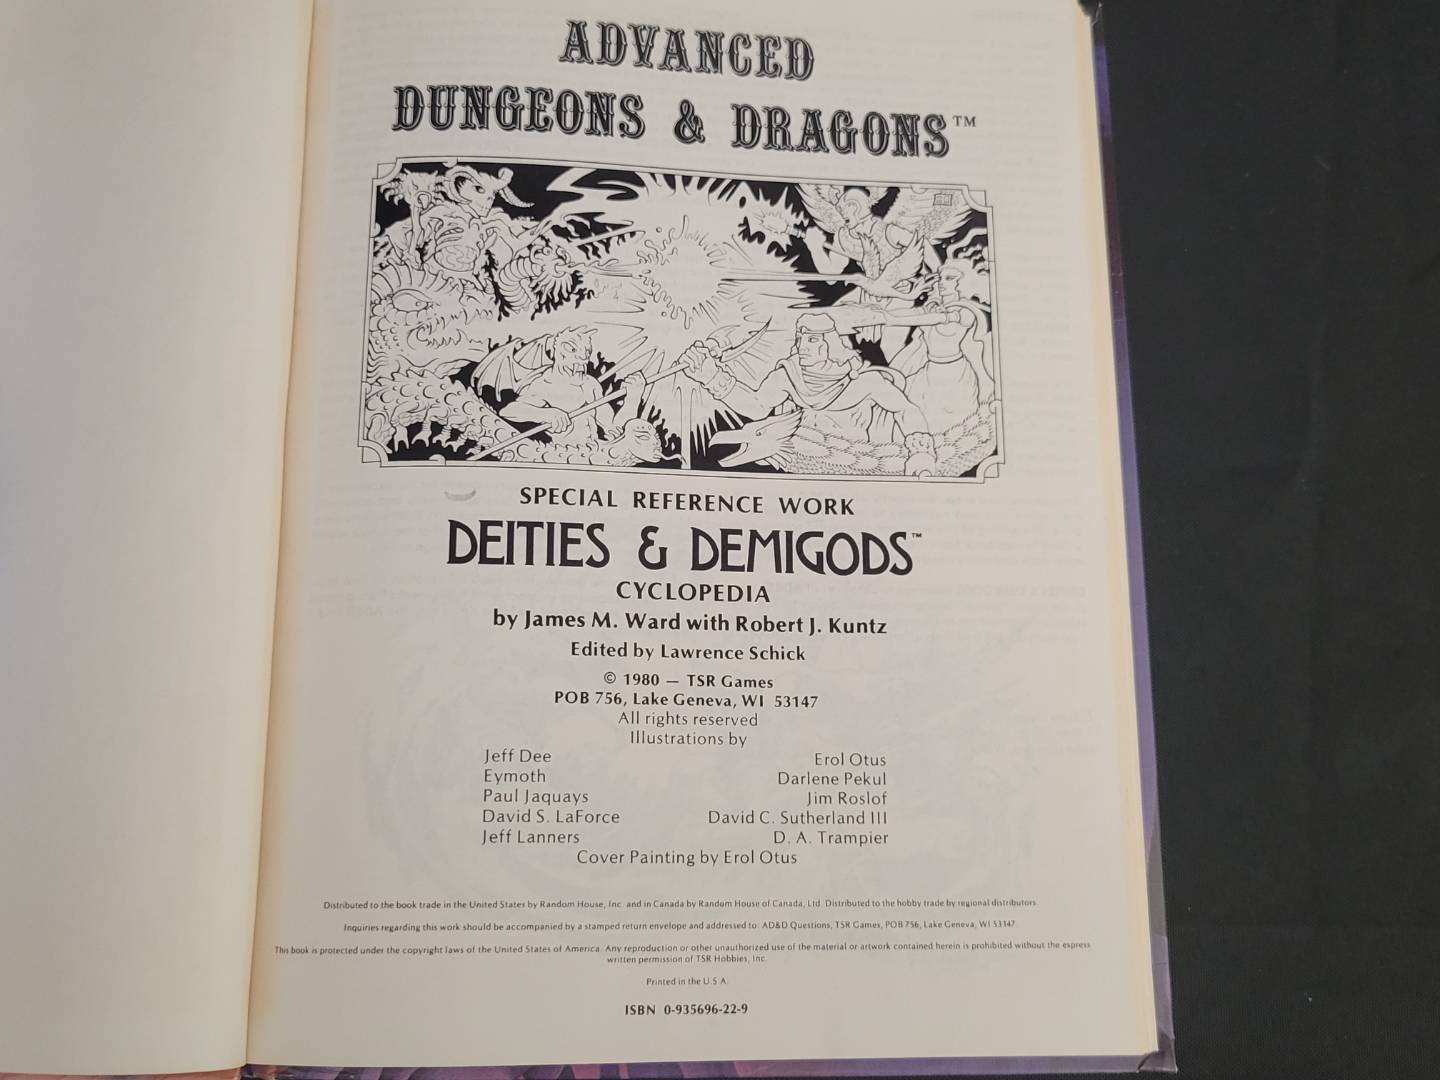 ADVANCED
DUNGEONS & DRAGONS™
SPECIAL REFERENCE WORK
DEITIES & DEMIGODS™
CYCLOPEDIA
by James M. Ward with Robert J. Kuntz
Edited by Lawrence Schick
© 1980 — TSR Games
POB 756, Lake Geneva, WI 53147
All rights reserved
Illustrations by
Jeff Dee Erol Otus
Eymoth Darlene Pekul
Paul Jaquays Jim Roslof
David S. LaForce David C. Sutherland III
Jeff Lanners D. A. Trampier
Cover Painting by Erol Otus
Distributed to the book trade in the United States by Random House, Inc. and in Canada by Random House of Canada, Ltd. Distributed to the hobby trade by regional distributors.
Inquiries regarding this work should be accompanied by a stamped return envelope and addressed to: AD&D Questions, TSR Games, POB 756, Lake Geneva, WI 53147
This book is protected under the copyright laws of the United States of America. Any reproduction or other unauthorized use of the material or artwork contained herein is prohibited without the express
written permission of TSR Hobbies, Inc.
Printed in the U.S.A.
ISBN 0-935696-22-9